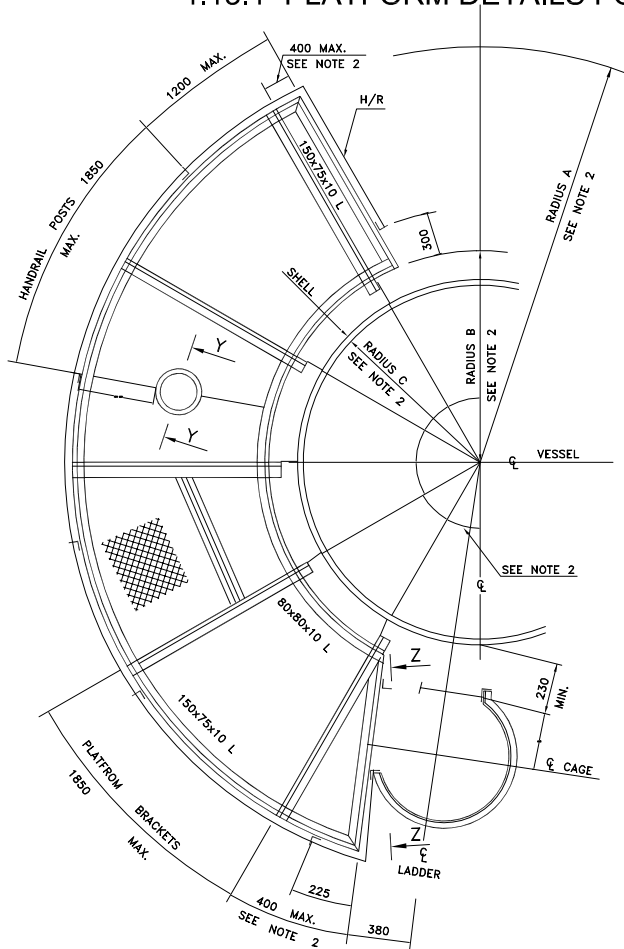 400 MAX.
SEE NOTE 2
1200 MAX.
H/R
150x75x10 L
RADIUS A
SEE NOTE 2
HANDRAIL POSTS 1850
MAX.
300
SHELL
RADIUS C
SEE NOTE 2
RADIUS B
SEE NOTE 2
Y
Y
℄ VESSEL
SEE NOTE 2
℄
80x80x10 L
Z
230
MIN.
150x75x10 L
℄ CAGE
PLATFROM BRACKETS
1850 MAX.
Z
℄
LADDER
225
400 MAX.
SEE NOTE 2
380